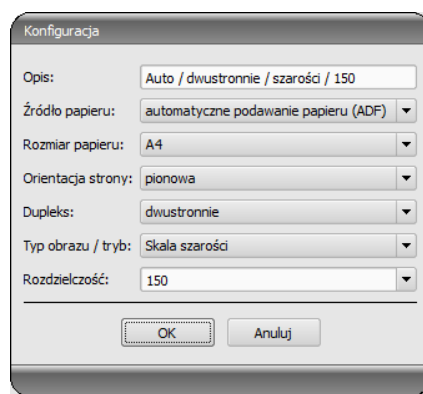 Konfiguracja
Opis: Auto / dwustronnie / szarości / 150
Źródło papieru: automatyczne podawanie papieru (ADF)
Rozmiar papieru: A4
Orientacja strony: pionowa
Dupleks: dwustronnie
Typ obrazu / tryb: Skala szarości
Rozdzielczość: 150
OK Anuluj